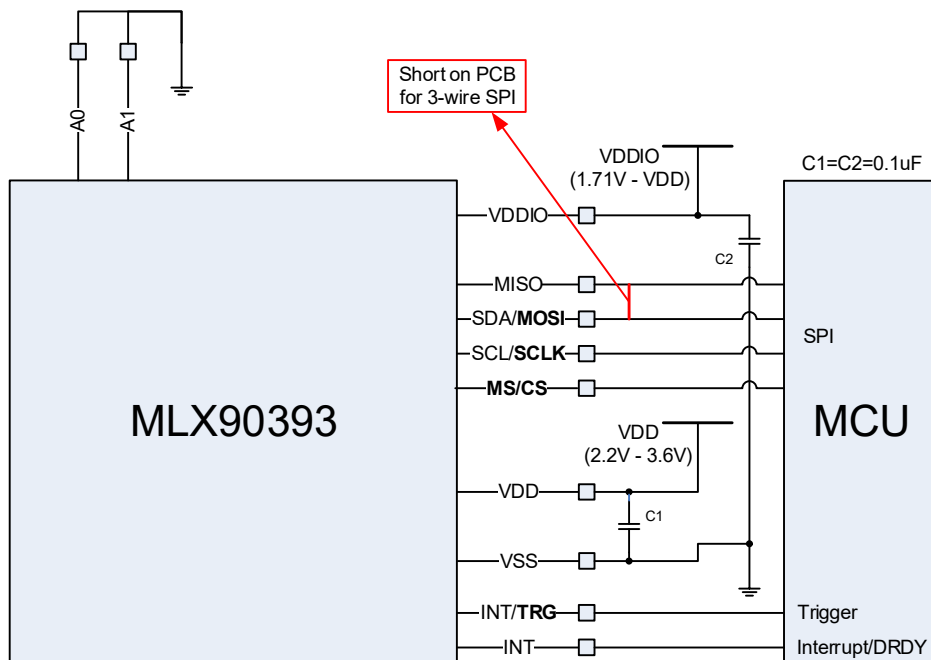 A0
A1
Short on PCB
for 3-wire SPI
VDDIO
(1.71V - VDD)
C1=C2=0.1uF
VDDIO
C2
MISO
SDA/MOSI
SPI
SCL/SCLK
MS/CS
MLX90393
MCU
VDD
(2.2V - 3.6V)
VDD
C1
VSS
INT/TRG
Trigger
INT
Interrupt/DRDY